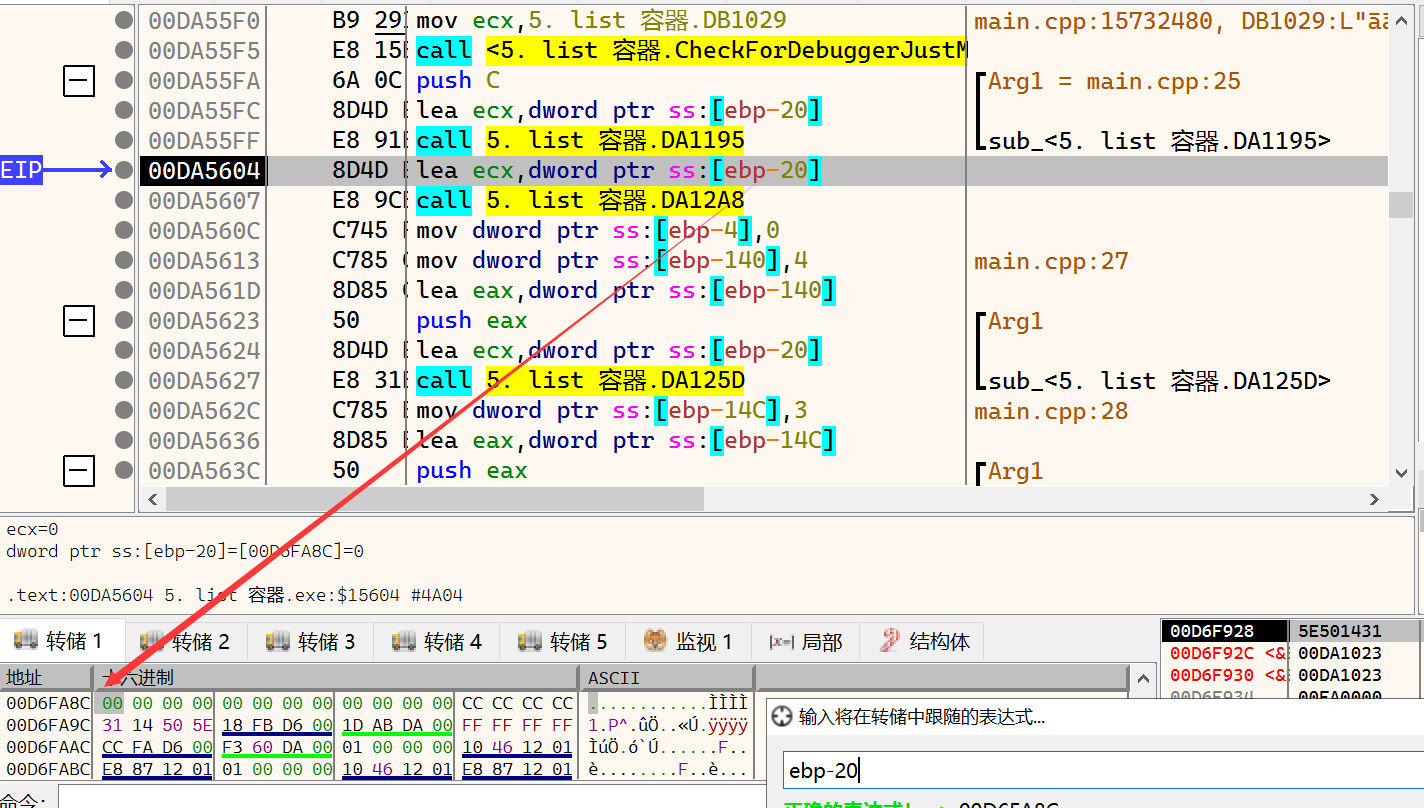 00DA55F0 B9 29 mov ecx,5. list 容器.DB1029 main.cpp:15732480, DB1029:L"āā
00DA55F5 E8 15 call <5. list 容器.CheckForDebuggerJustM
00DA55FA 6A 0C push C Arg1 = main.cpp:25
00DA55FC 8D4D lea ecx,dword ptr ss:[ebp-20]
00DA55FF E8 91 call 5. list 容器.DA1195 sub_<5. list 容器.DA1195>
EIP 00DA5604 8D4D lea ecx,dword ptr ss:[ebp-20]
00DA5607 E8 9C call 5. list 容器.DA12A8
00DA560C C745 mov dword ptr ss:[ebp-4],0
00DA5613 C785 mov dword ptr ss:[ebp-140],4 main.cpp:27
00DA561D 8D85 lea eax,dword ptr ss:[ebp-140]
00DA5623 50 push eax Arg1
00DA5624 8D4D lea ecx,dword ptr ss:[ebp-20]
00DA5627 E8 31 call 5. list 容器.DA125D sub_<5. list 容器.DA125D>
00DA562C C785 mov dword ptr ss:[ebp-14C],3 main.cpp:28
00DA5636 8D85 lea eax,dword ptr ss:[ebp-14C]
00DA563C 50 push eax Arg1
ecx=0
dword ptr ss:[ebp-20]=[00D6FA8C]=0
.text:00DA5604 5. list 容器.exe:$15604 #4A04
转储 1 转储 2 转储 3 转储 4 转储 5 监视 1 局部 结构体
地址 十六进制 ASCII
00D6FA8C 00 00 00 00 00 00 00 00 00 00 00 00 CC CC CC CC ............ÌÌÌÌ
00D6FA9C 31 14 50 5E 18 FB D6 00 1D AB DA 00 FF FF FF FF 1.P^.ûÖ..«Ú.ÿÿÿÿ
00D6FAAC CC FA D6 00 F3 60 DA 00 01 00 00 00 10 46 12 01 ÌúÖ.ó`Ú......F..
00D6FABC E8 87 12 01 01 00 00 00 10 46 12 01 E8 87 12 01 è........F..è...
00D6F928 5E501431
00D6F92C <& 00DA1023
00D6F930 <& 00DA1023
00D6F934 00FA0000
输入将在转储中跟随的表达式...
ebp-20
正确的表达式! -> 00D6FA8C
命令: